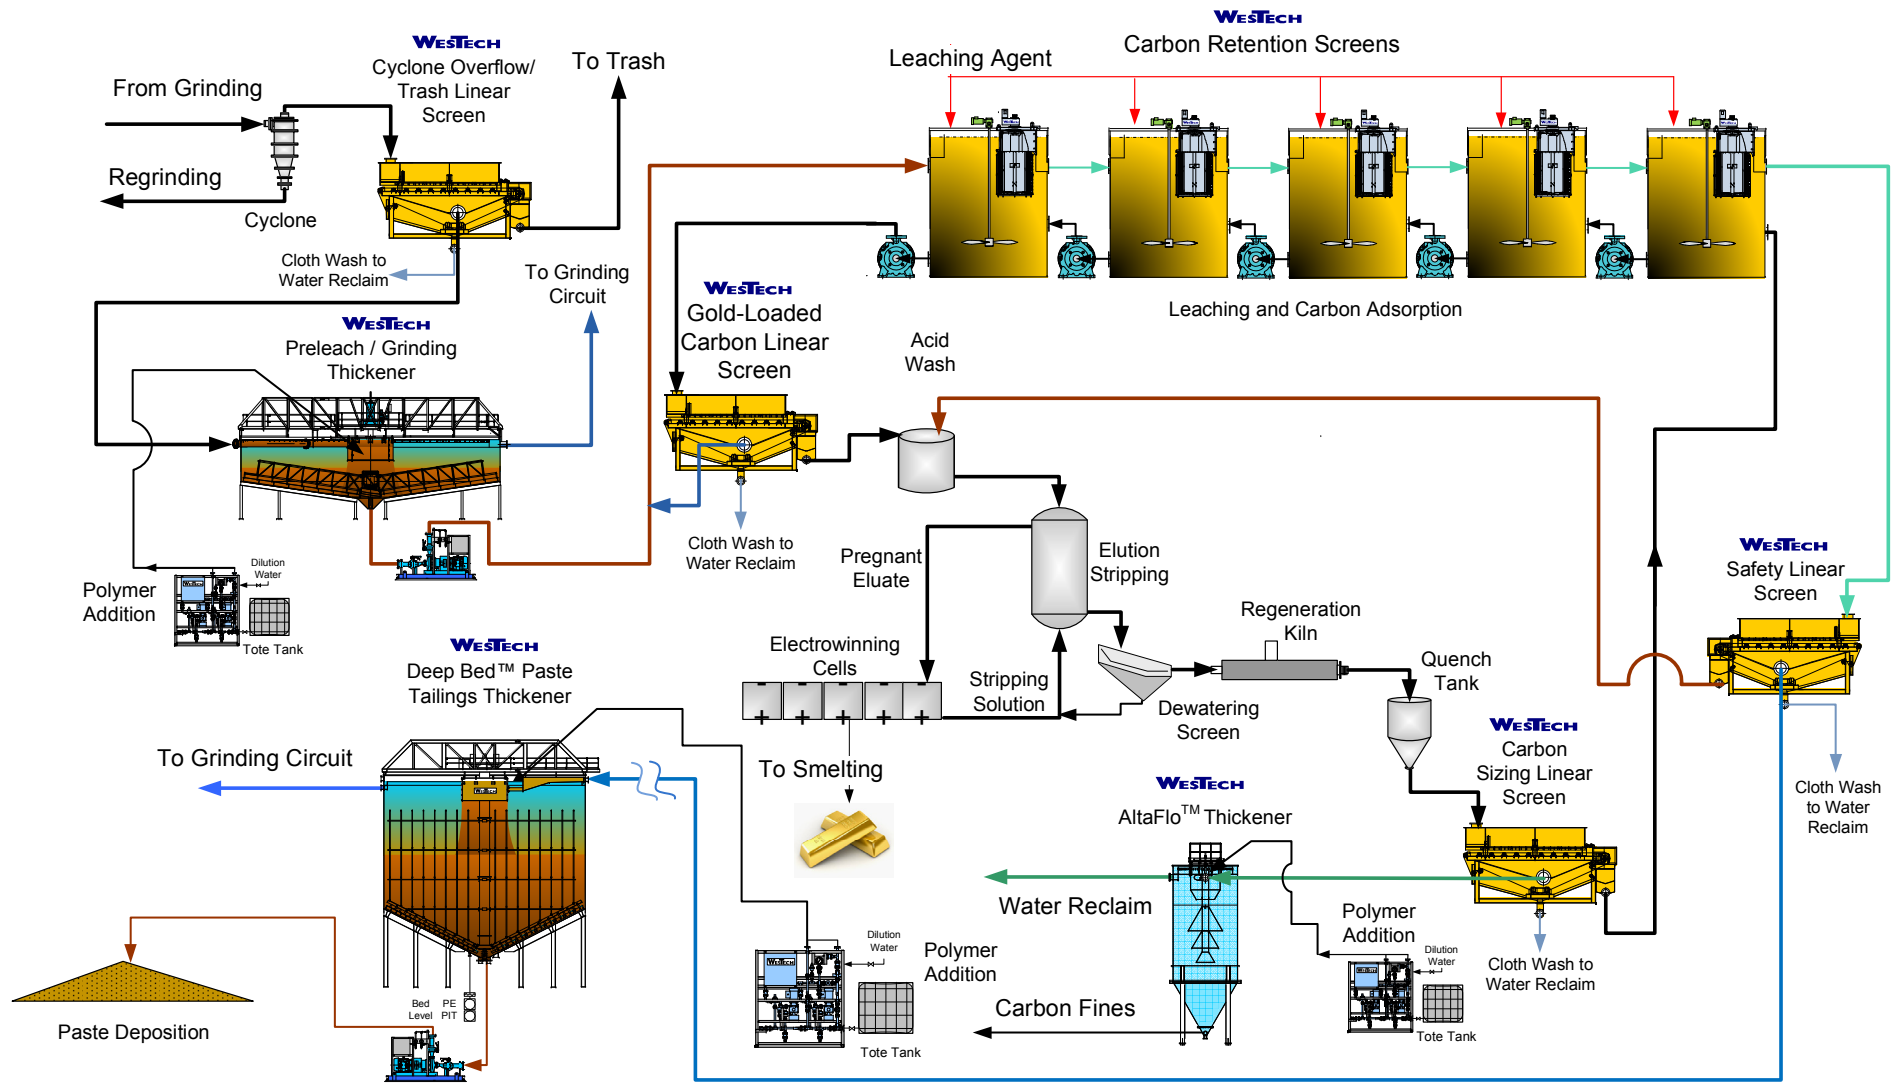 WESTECH
Cyclone Overflow/
Trash Linear
Screen
To Trash
From Grinding
Regrinding
Cyclone
Cloth Wash to
Water Reclaim
To Grinding
Circuit
WESTECH
Preleach / Grinding
Thickener
Polymer
Addition
Dilution
Water
Tote Tank
WESTECH
Carbon Retention Screens
Leaching Agent
Leaching and Carbon Adsorption
WESTECH
Gold-Loaded
Carbon Linear
Screen
Cloth Wash to
Water Reclaim
Acid
Wash
Pregnant
Eluate
Elution
Stripping
Electrowinning
Cells
Stripping
Solution
To Smelting
Dewatering
Screen
Regeneration
Kiln
Quench
Tank
WESTECH
Safety Linear
Screen
Cloth Wash
to Water
Reclaim
WESTECH
Carbon
Sizing Linear
Screen
Cloth Wash to
Water Reclaim
WESTECH
AltaFlo™ Thickener
Water Reclaim
Carbon Fines
Polymer
Addition
Dilution
Water
Tote Tank
WESTECH
Deep Bed™ Paste
Tailings Thickener
To Grinding Circuit
WESTECH
Bed
Level
PE
PIT
Paste Deposition
WESTECH
Polymer
Addition
Dilution
Water
Tote Tank